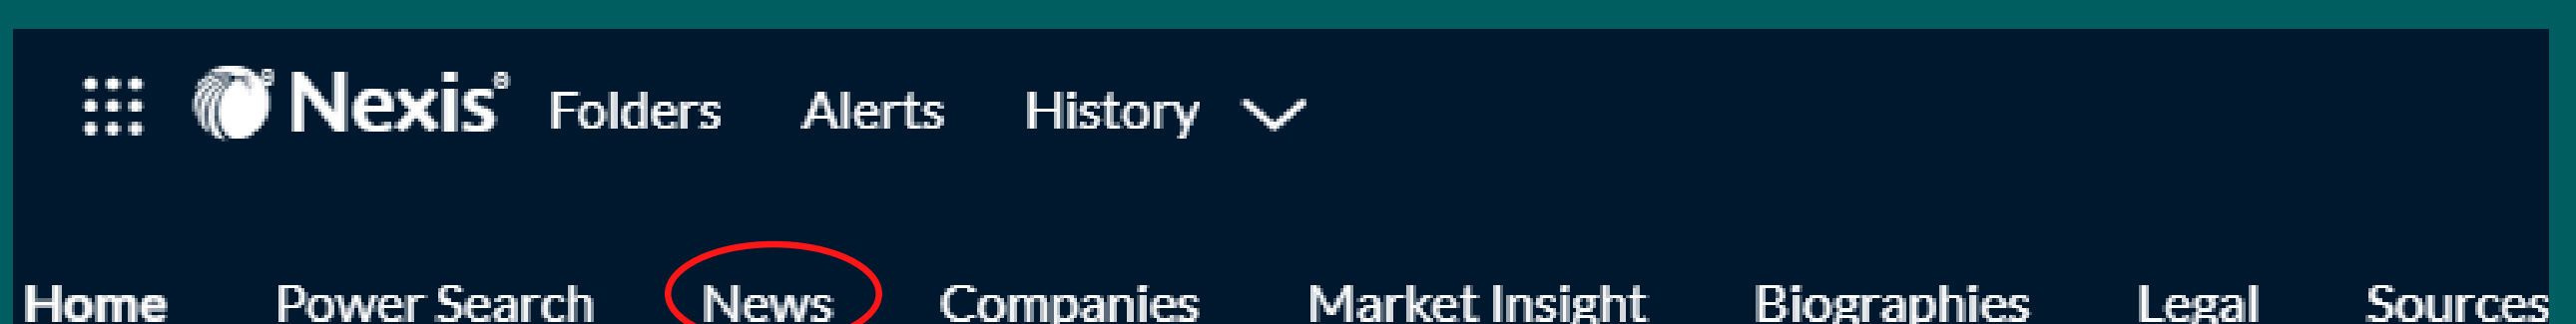 Nexis® Folders Alerts History
Home Power Search News Companies Market Insight Biographies Legal Sources